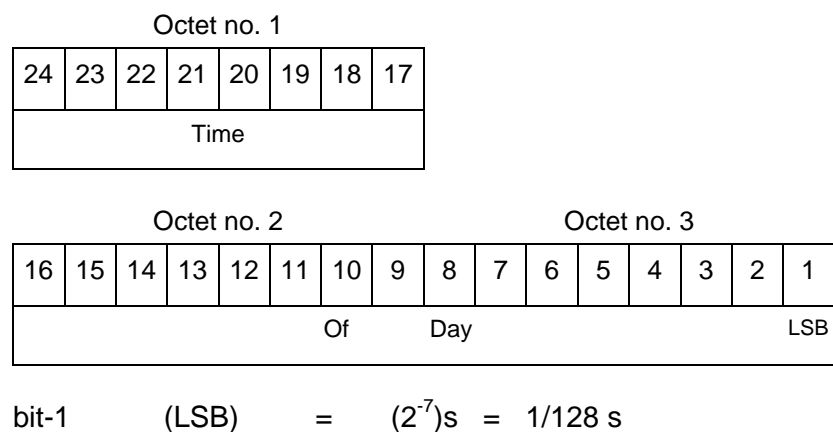 Octet no. 1
24 23 22 21 20 19 18 17
Time
Octet no. 2 Octet no. 3
16 15 14 13 12 11 10 9 8 7 6 5 4 3 2 1
Of Day LSB
bit-1 (LSB) = (2⁻⁷)s = 1/128 s